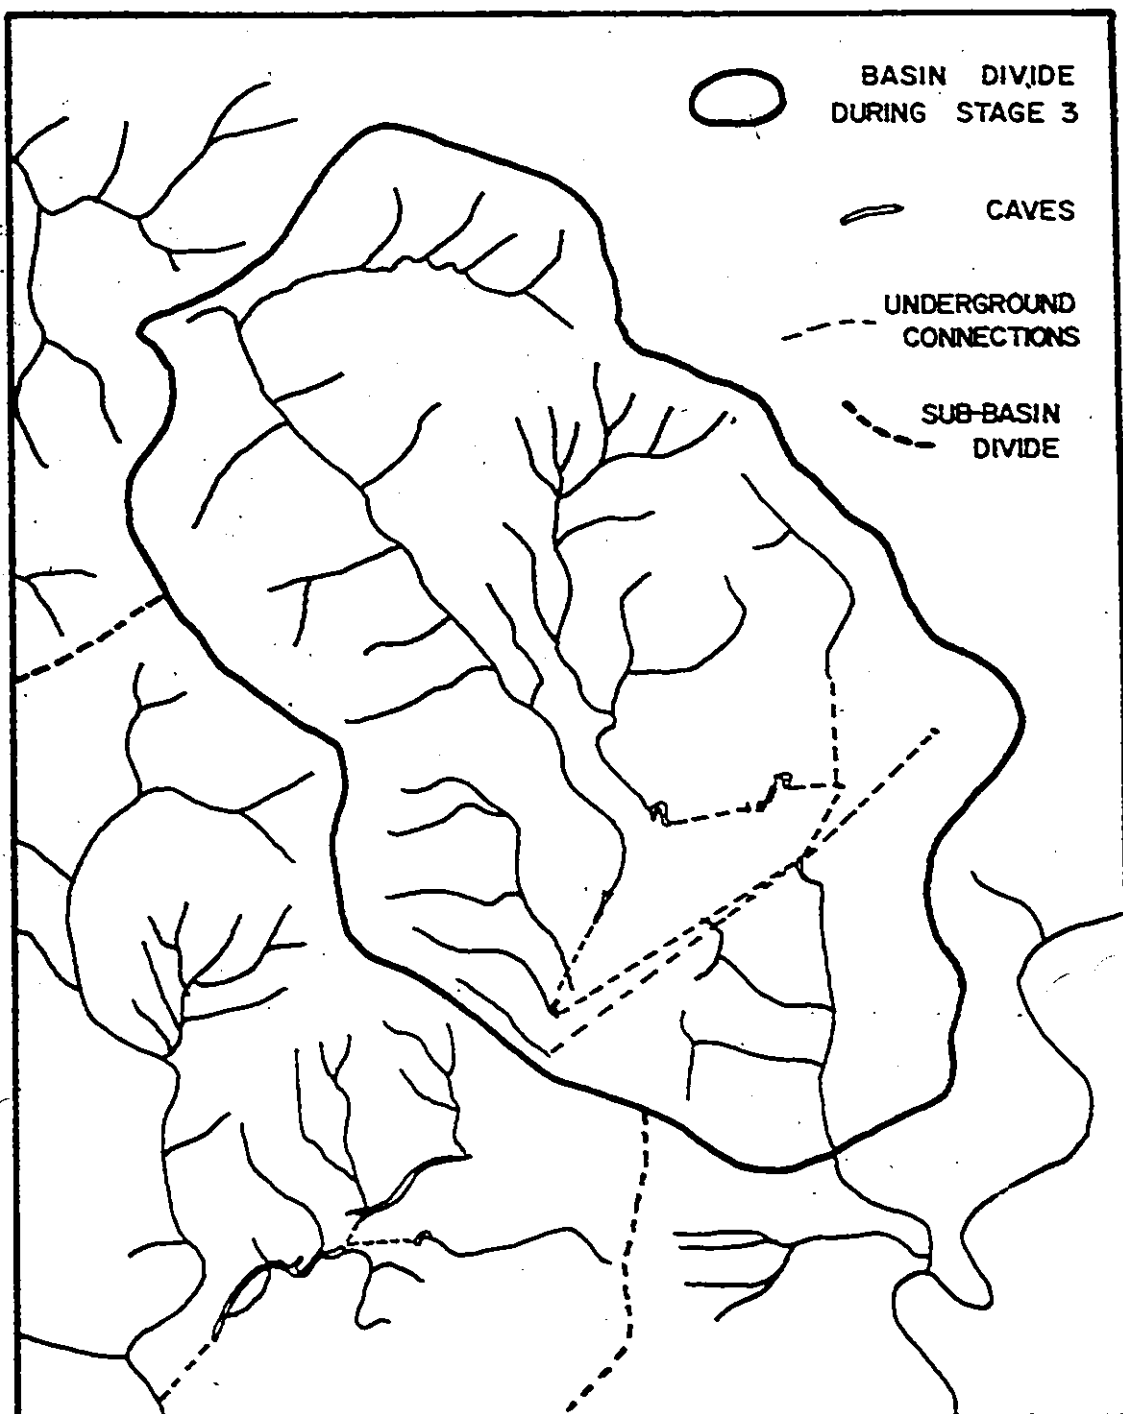 BASIN DIVIDE
DURING STAGE 3
CAVES
UNDERGROUND
CONNECTIONS
SUB-BASIN
DIVIDE